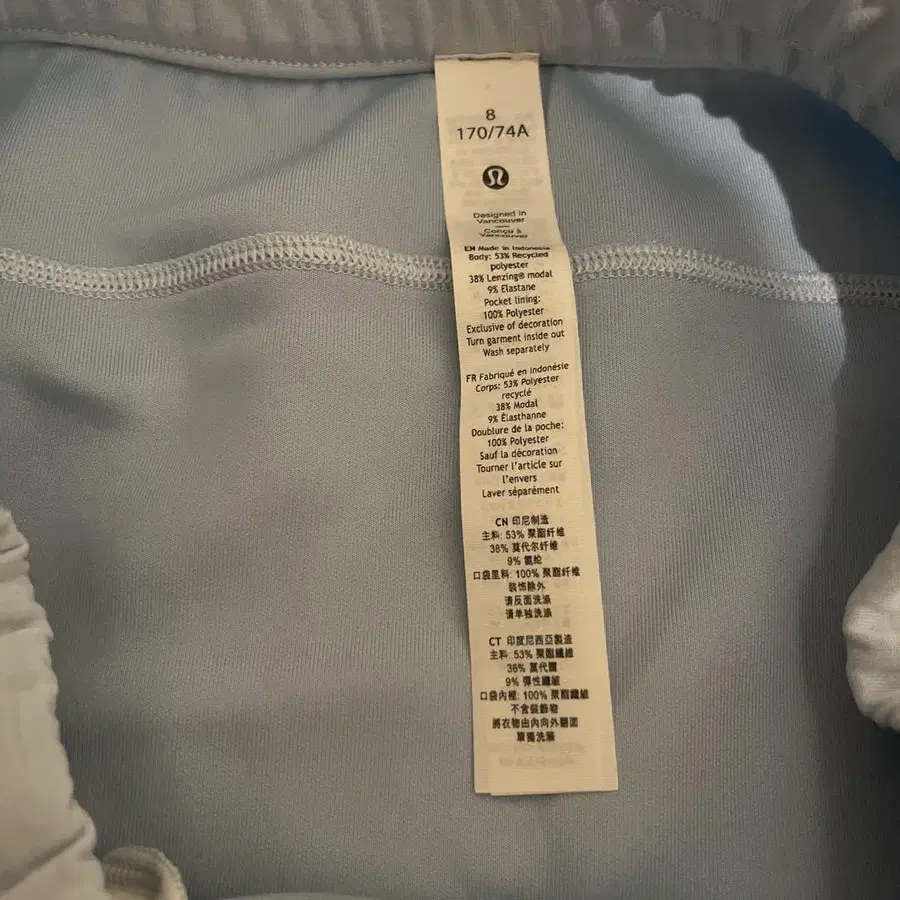 8
170/74A
Designed in
Vancouver
Conçu à
Vancouver
EN Made in Indonesia
Body: 53% Recycled
polyester
38% Lenzing® modal
9% Elastane
Pocket lining:
100% Polyester
Exclusive of decoration
Turn garment inside out
Wash separately
FR Fabriqué en Indonésie
Corps: 53% Polyester
recyclé
38% Modal
9% Élasthanne
Doublure de la poche:
100% Polyester
Sauf la décoration
Tourner l'article sur
l'envers
Laver séparément
CN 印尼制造
主料: 53% 聚酯纤维
38% 莫代尔纤维
9% 氨纶
口袋里料: 100% 聚酯纤维
装饰除外
请反面洗涤
请单独洗涤
CT 印度尼西亞製造
主料: 53% 聚酯纖維
38% 莫代爾
9% 彈性纖維
口袋內裡: 100% 聚酯纖維
不含裝飾物
將衣物由內向外翻面
單獨洗滌